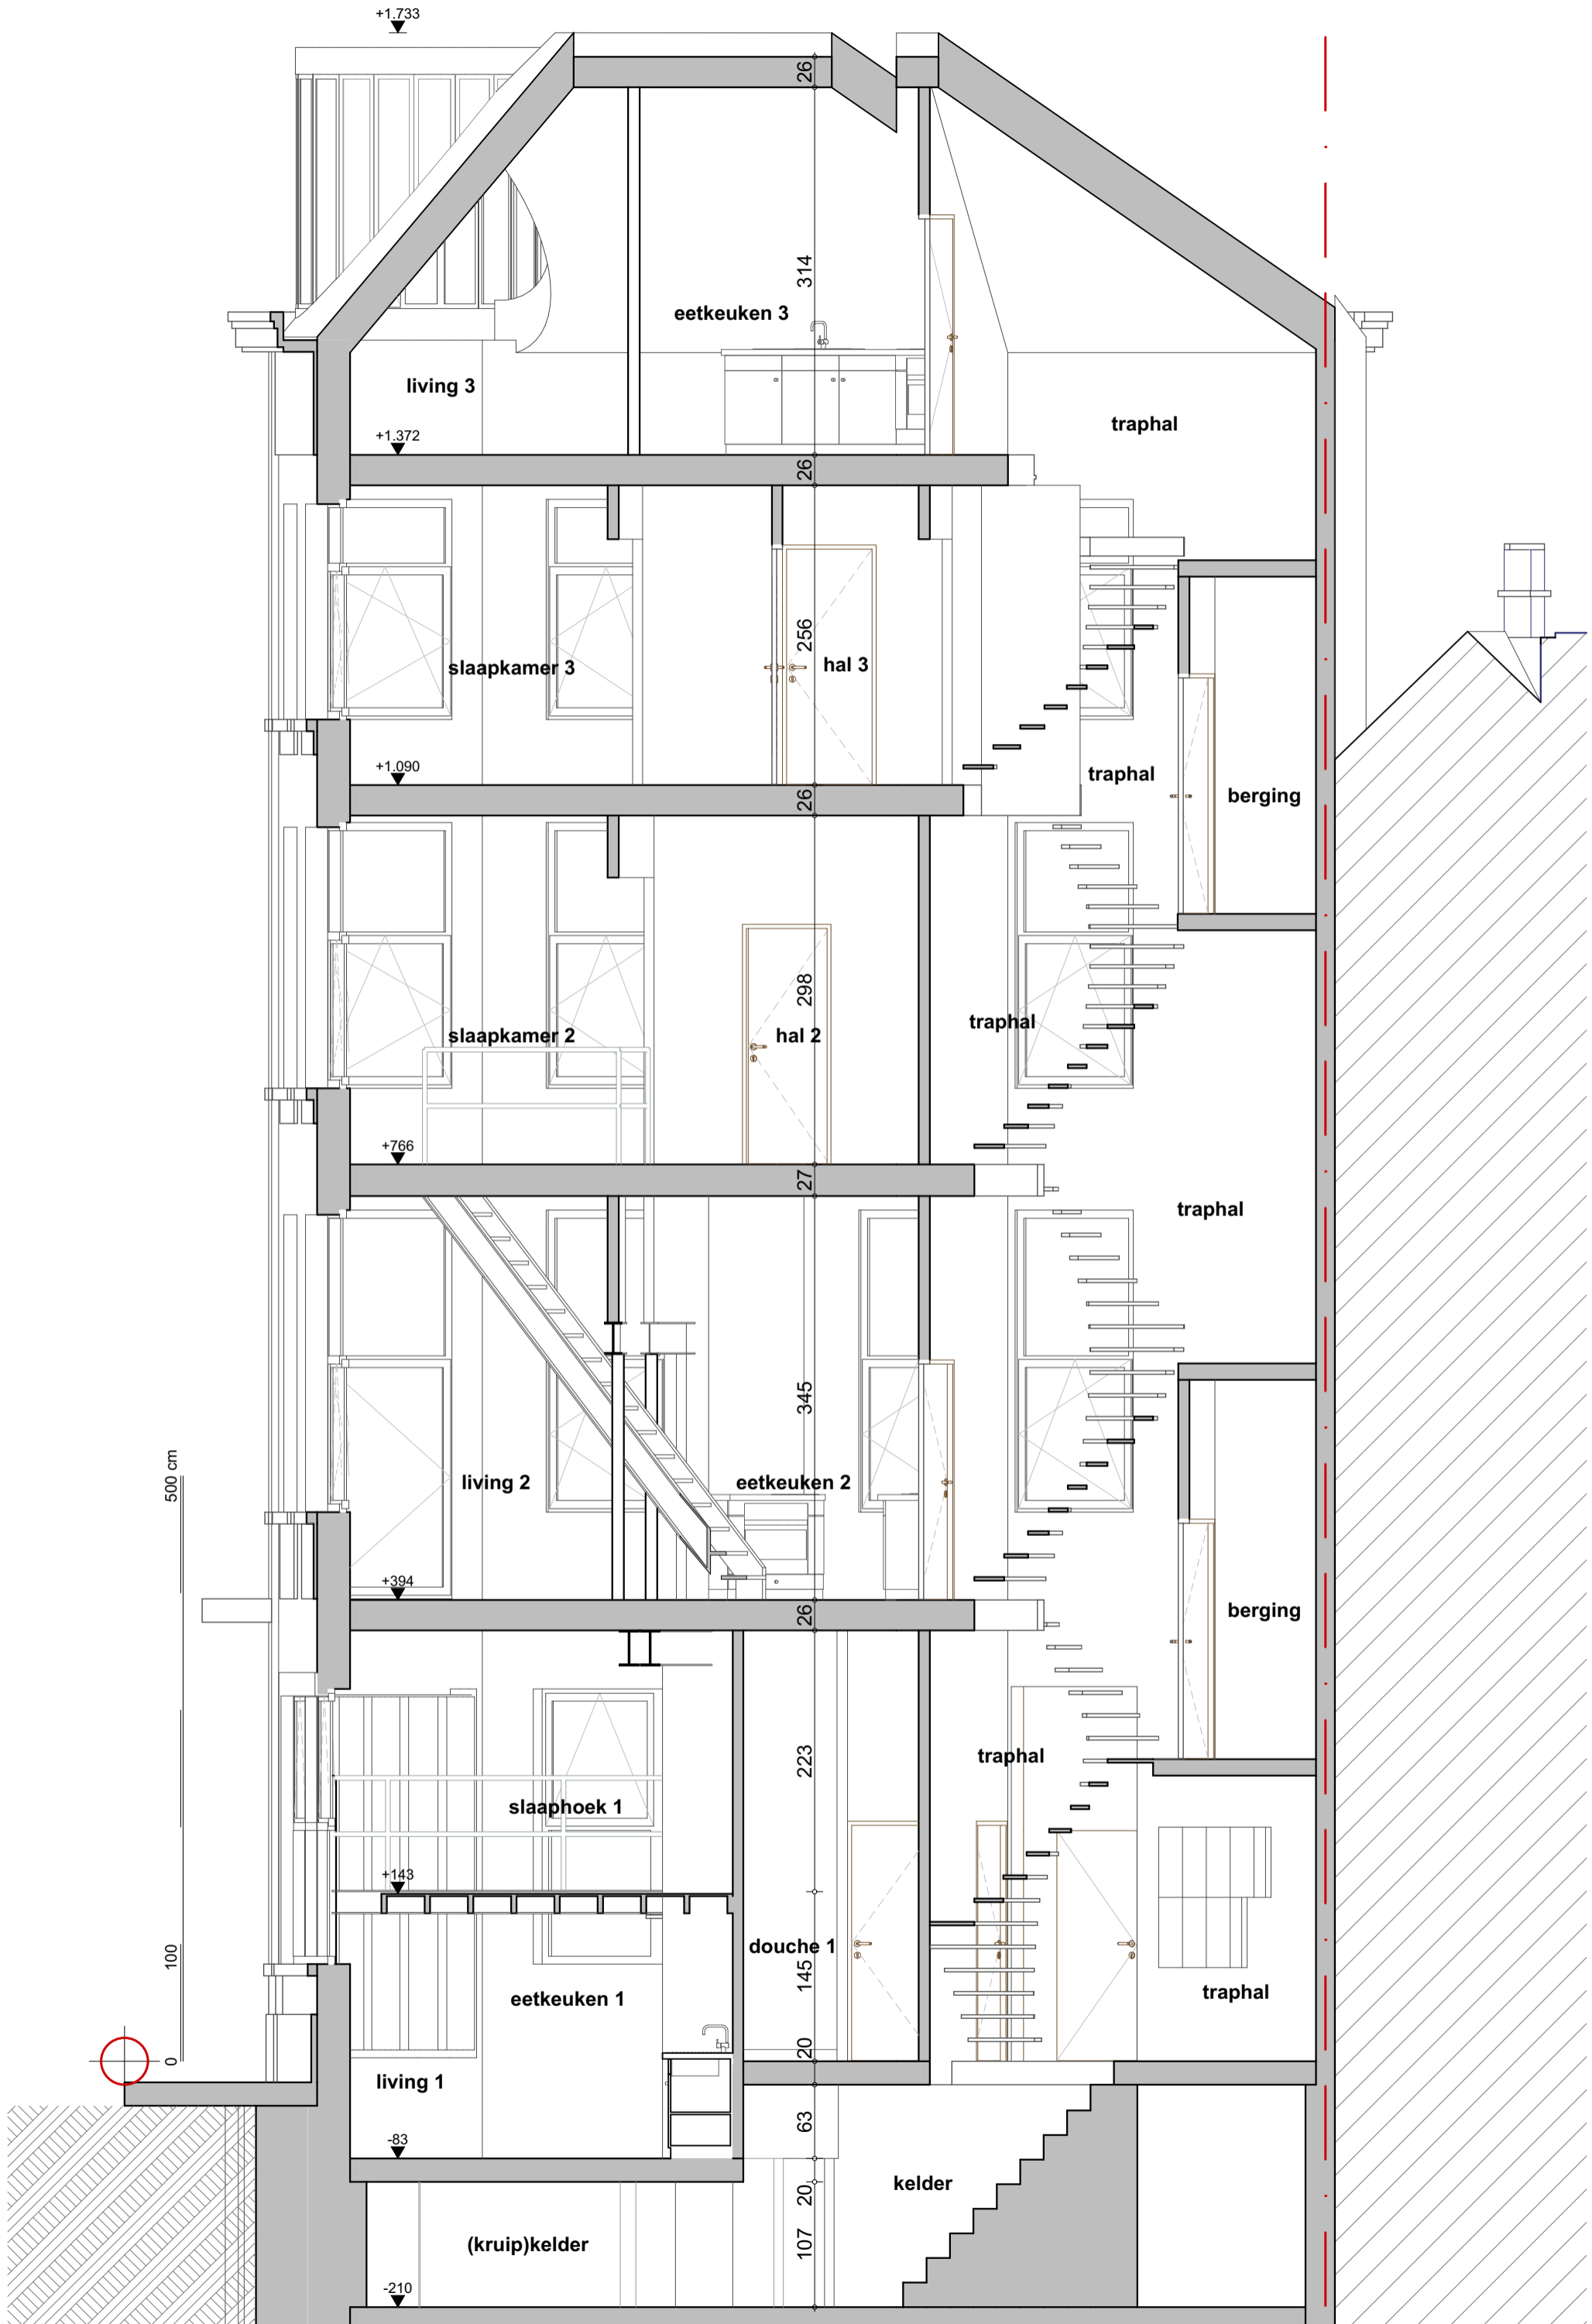 +1.733
26
314
eetkeuken 3
living 3
traphal
+1.372
26
256
slaapkamer 3
hal 3
traphal
berging
+1.090
26
298
slaapkamer 2
hal 2
traphal
+766
27
traphal
345
500 cm
living 2
eetkeuken 2
+394
26
berging
223
traphal
slaaphoek 1
+143
100
douche 1
145
eetkeuken 1
traphal
20
0
living 1
63
-83
20
kelder
107
(kruip)kelder
-210